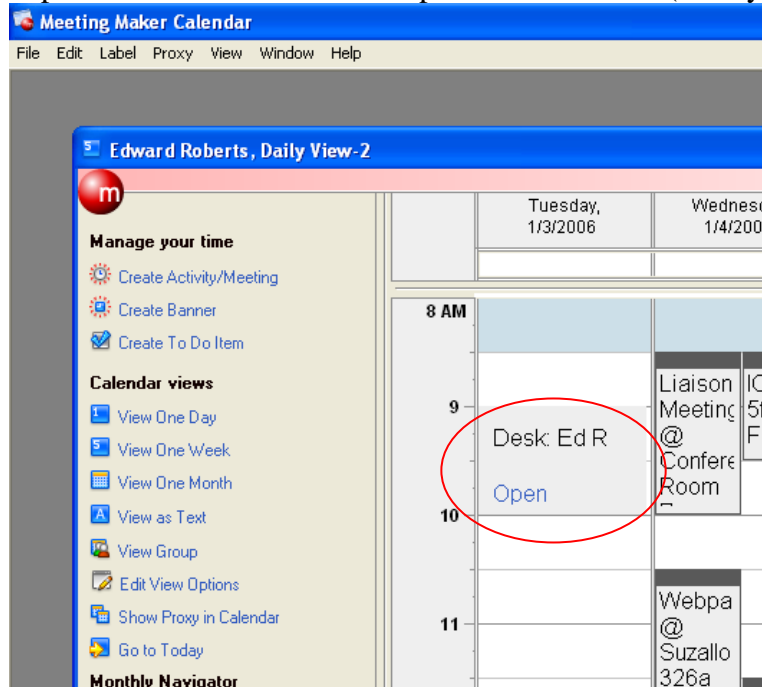 Meeting Maker Calendar
File Edit Label Proxy View Window Help
5 Edward Roberts, Daily View-2
m
Manage your time
Create Activity/Meeting
Create Banner
Create To Do Item
Calendar views
1 View One Day
5 View One Week
View One Month
A View as Text
View Group
Edit View Options
Show Proxy in Calendar
Go to Today
Monthly Navigator
Tuesday,
1/3/2006
8 AM
9
10
11
Desk: Ed R
Open
Liaison
Meeting
@
Room
Webpa
@
Suzallo
326a